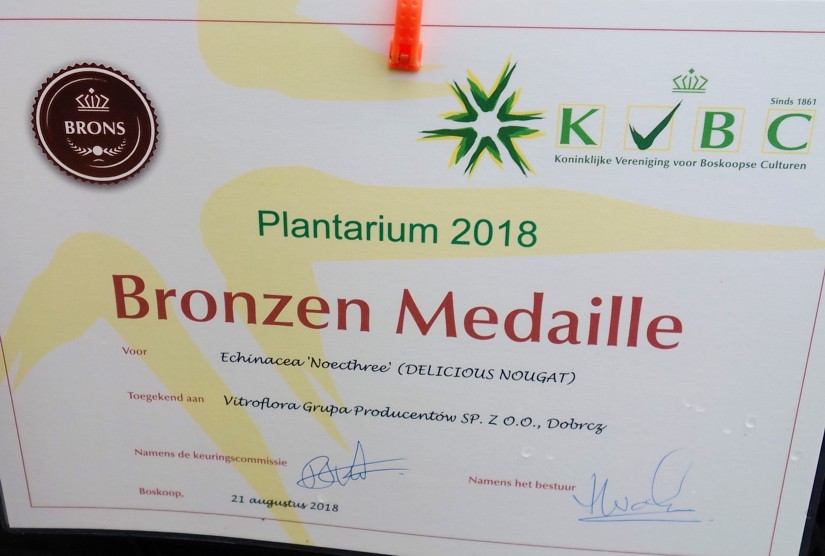 BRONS
Sinds 1861
KVBC
Koninklijke Vereniging voor Boskoopse Culturen
Plantarium 2018
Bronzen Medaille
Voor Echinacea 'Noecthree' (DELICIOUS NOUGAT)
Toegekend aan Vitroflora Grupa Producentów SP. Z O.O., Dobrcz
Namens de keuringscommissie
Namens het bestuur
Boskoop, 21 augustus 2018